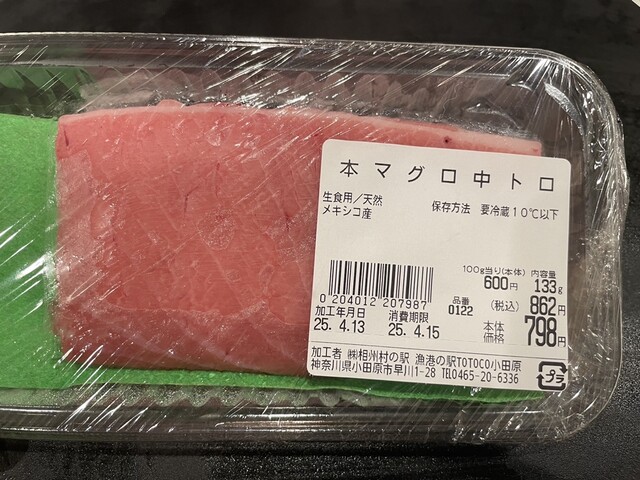 本マグロ中トロ
生食用／天然 保存方法 要冷蔵10℃以下
メキシコ産
100g当り(本体) 内容量
600円 133g
0 204012 207987
品番 0122
(税込) 862円
加工年月日 消費期限
25. 4.13 25. 4.15
本体価格 798円
加工者 ㈱相州村の駅 漁港の駅TOTOCO小田原
神奈川県小田原市早川1-28 TEL0465-20-6336
プラ